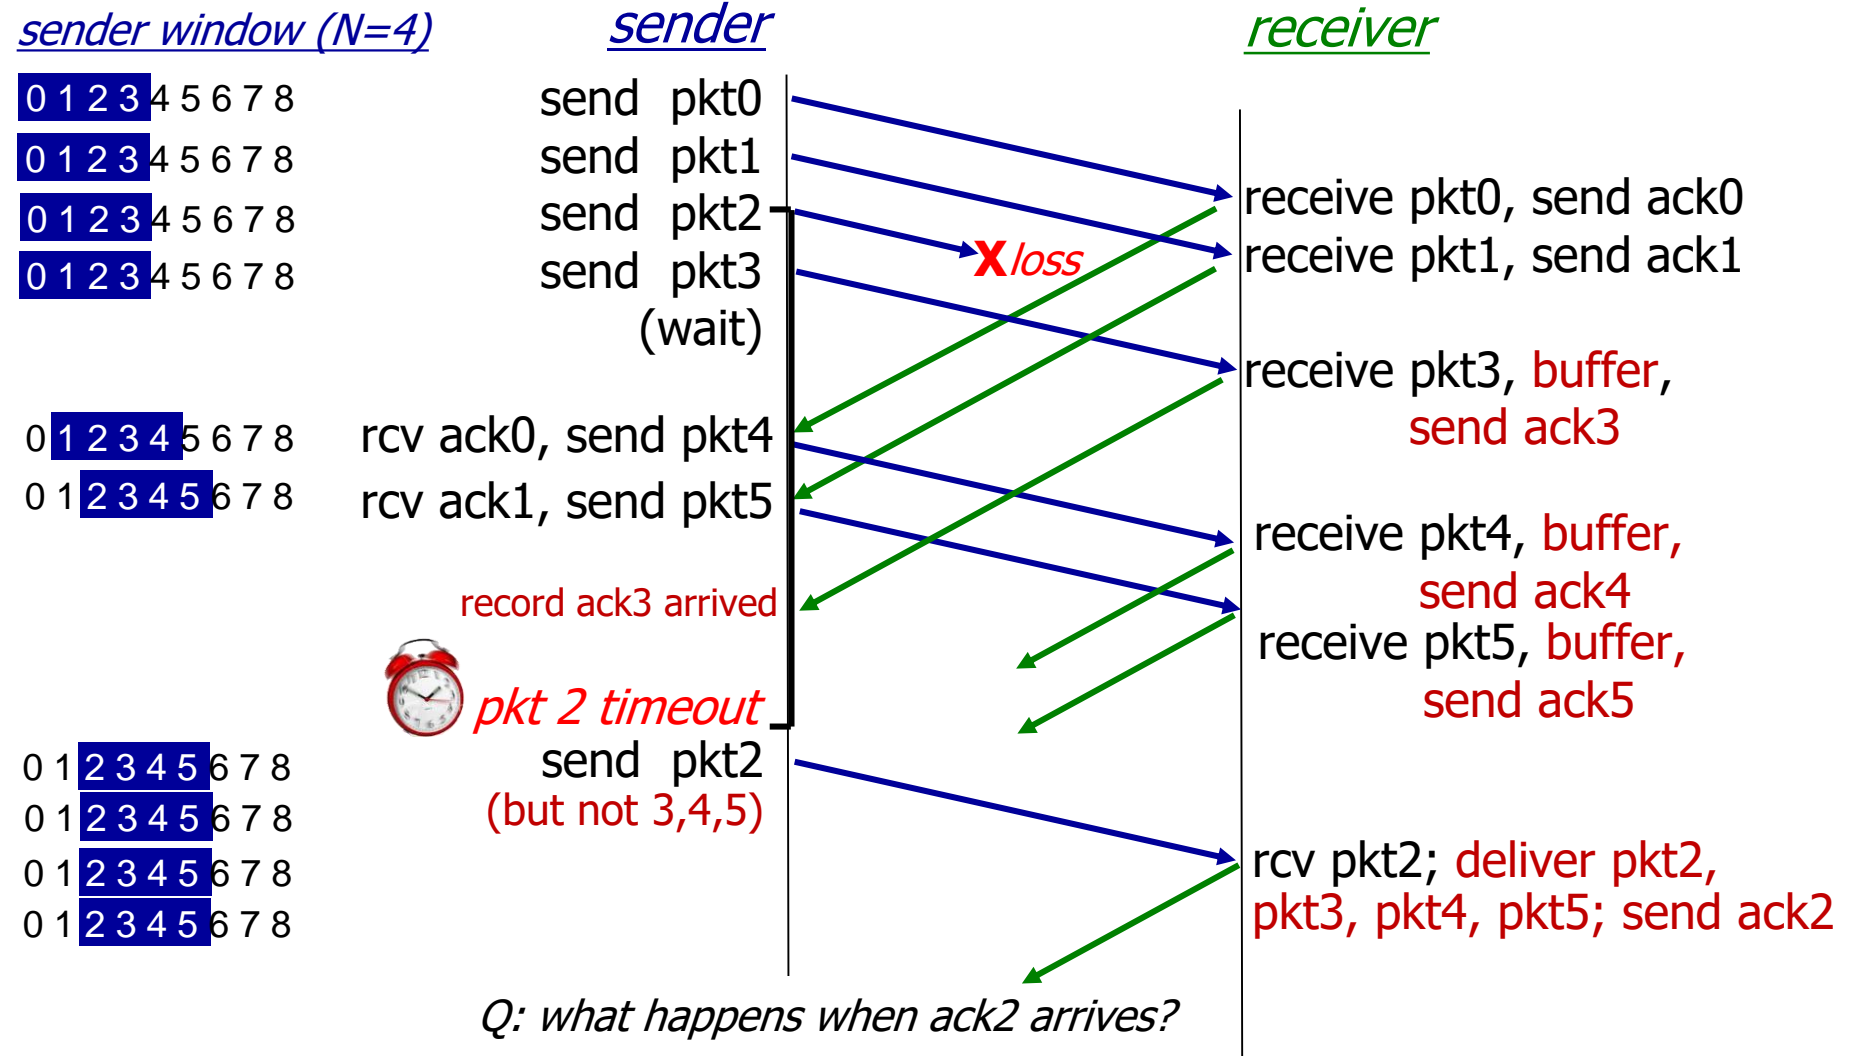 sender window (N=4)
sender
receiver
0 1 2 3 4 5 6 7 8
send pkt0
0 1 2 3 4 5 6 7 8
send pkt1
receive pkt0, send ack0
0 1 2 3 4 5 6 7 8
send pkt2
X loss
receive pkt1, send ack1
0 1 2 3 4 5 6 7 8
send pkt3
(wait)
receive pkt3, buffer,
send ack3
0 1 2 3 4 5 6 7 8
rcv ack0, send pkt4
0 1 2 3 4 5 6 7 8
rcv ack1, send pkt5
receive pkt4, buffer,
send ack4
record ack3 arrived
receive pkt5, buffer,
send ack5
pkt 2 timeout
0 1 2 3 4 5 6 7 8
send pkt2
0 1 2 3 4 5 6 7 8
(but not 3,4,5)
0 1 2 3 4 5 6 7 8
rcv pkt2; deliver pkt2,
0 1 2 3 4 5 6 7 8
pkt3, pkt4, pkt5; send ack2
Q: what happens when ack2 arrives?